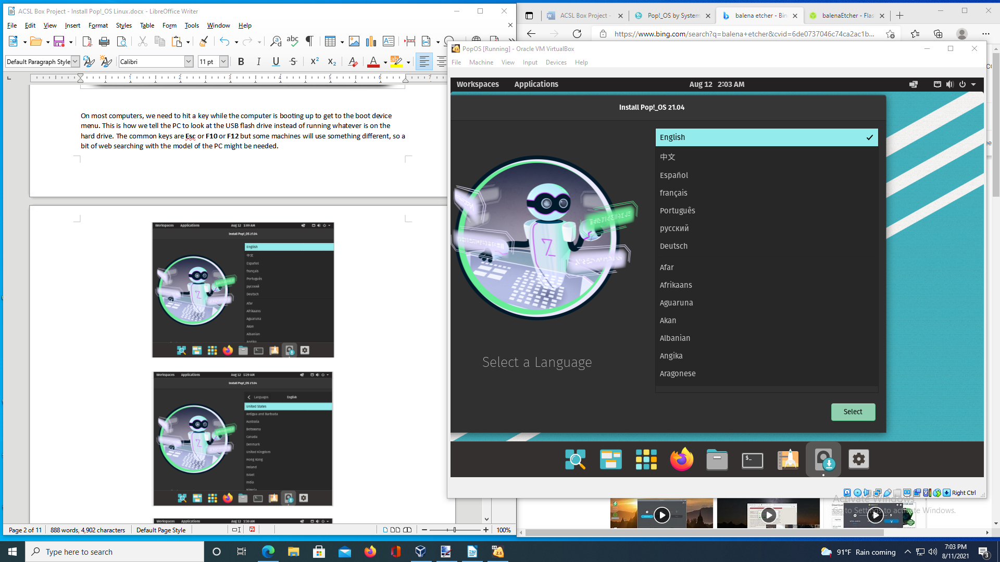 ACSL Box Project - Install Pop!_OS Linux.docx - LibreOffice Writer
File Edit View Insert Format Styles Table Form Tools Window Help
Default Paragraph Style
Calibri
11 pt
On most computers, we need to hit a key while the computer is booting up to get to the boot device
menu. This is how we tell the PC to look at the USB flash drive instead of running whatever is on the
hard drive. The common keys are Esc or F10 or F12 but some machines will use something different, so a
bit of web searching with the model of the PC might be needed.
Workspaces Applications Aug 12 1:09 AM
Install Pop!_OS 21.04
English
中文
Español
français
Português
русский
Deutsch
Afar
Afrikaans
Aguaruna
Akan
Albanian
Angika
Workspaces Applications Aug 12 1:29 AM
Install Pop!_OS 21.04
Languages English
United States
Antigua and Barbuda
Australia
Botswana
Canada
Denmark
United Kingdom
Hong Kong
Ireland
Israel
India
Nigeria
Workspaces Applications Aug 12 1:30 AM
Page 2 of 11 888 words, 4,902 characters Default Page Style 100%
ACSL Box Project - Pop!_OS by System balena etcher - Bin balenaEtcher - Flas
https://www.bing.com/search?q=balena+etcher&cvid=6de0737046c74ca2ac1b...
PopOS [Running] - Oracle VM VirtualBox
File Machine View Input Devices Help
Workspaces Applications Aug 12 2:03 AM
Install Pop!_OS 21.04
English
中文
Español
français
Português
русский
Deutsch
Afar
Afrikaans
Aguaruna
Akan
Albanian
Angika
Aragonese
Select a Language
Select
Right Ctrl
Activate Windows
Go to Settings to activate Windows.
Type here to search
91°F Rain coming
7:03 PM
8/11/2021
3